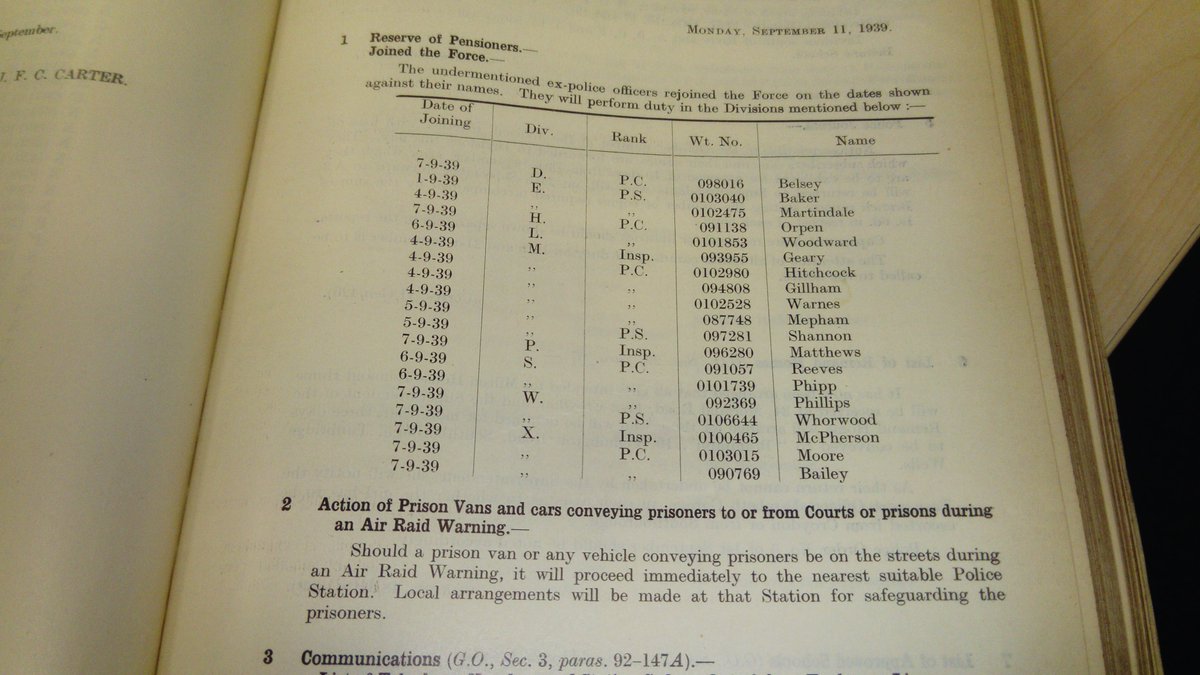 eptember.
F. C. CARTER.
MONDAY, SEPTEMBER 11, 1939.
1 Reserve of Pensioners.—
Joined the Force.—
The undermentioned ex-police officers rejoined the Force on the dates shown
against their names. They will perform duty in the Divisions mentioned below :—
Date of Joining Div. Rank Wt. No. Name
7-9-39 D. P.C. 098016 Belsey
1-9-39 E. P.S. 0103040 Baker
4-9-39 ,, ,, 0102475 Martindale
7-9-39 H. P.C. 091138 Orpen
6-9-39 L. ,, 0101853 Woodward
4-9-39 M. Insp. 093955 Geary
4-9-39 ,, P.C. 0102980 Hitchcock
4-9-39 ,, ,, 094808 Gillham
4-9-39 ,, ,, 0102528 Warnes
5-9-39 ,, ,, 087748 Mepham
5-9-39 ,, P.S. 097281 Shannon
7-9-39 P. Insp. 096280 Matthews
6-9-39 S. P.C. 091057 Reeves
6-9-39 ,, ,, 0101739 Phipp
7-9-39 W. ,, 092369 Phillips
7-9-39 ,, P.S. 0106644 Whorwood
7-9-39 X. Insp. 0100465 McPherson
7-9-39 ,, P.C. 0103015 Moore
7-9-39 ,, ,, 090769 Bailey
2 Action of Prison Vans and cars conveying prisoners to or from Courts or prisons during
an Air Raid Warning.—
Should a prison van or any vehicle conveying prisoners be on the streets during
an Air Raid Warning, it will proceed immediately to the nearest suitable Police
Station. Local arrangements will be made at that Station for safeguarding the
prisoners.
3 Communications (G.O., Sec. 3, paras. 92–147A).—